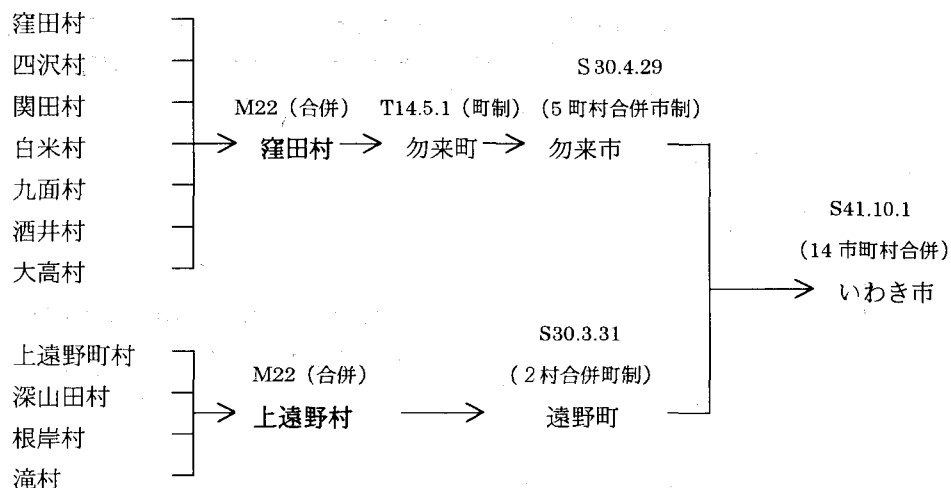 窪田村
四沢村
関田村
白米村
九面村
酒井村
大高村
M22（合併）
窪田村
T14.5.1（町制）
勿来町
S30.4.29
（5町村合併市制）
勿来市
上遠野町村
深山田村
根岸村
滝村
M22（合併）
上遠野村
S30.3.31
（2村合併町制）
遠野町
S41.10.1
（14市町村合併）
いわき市